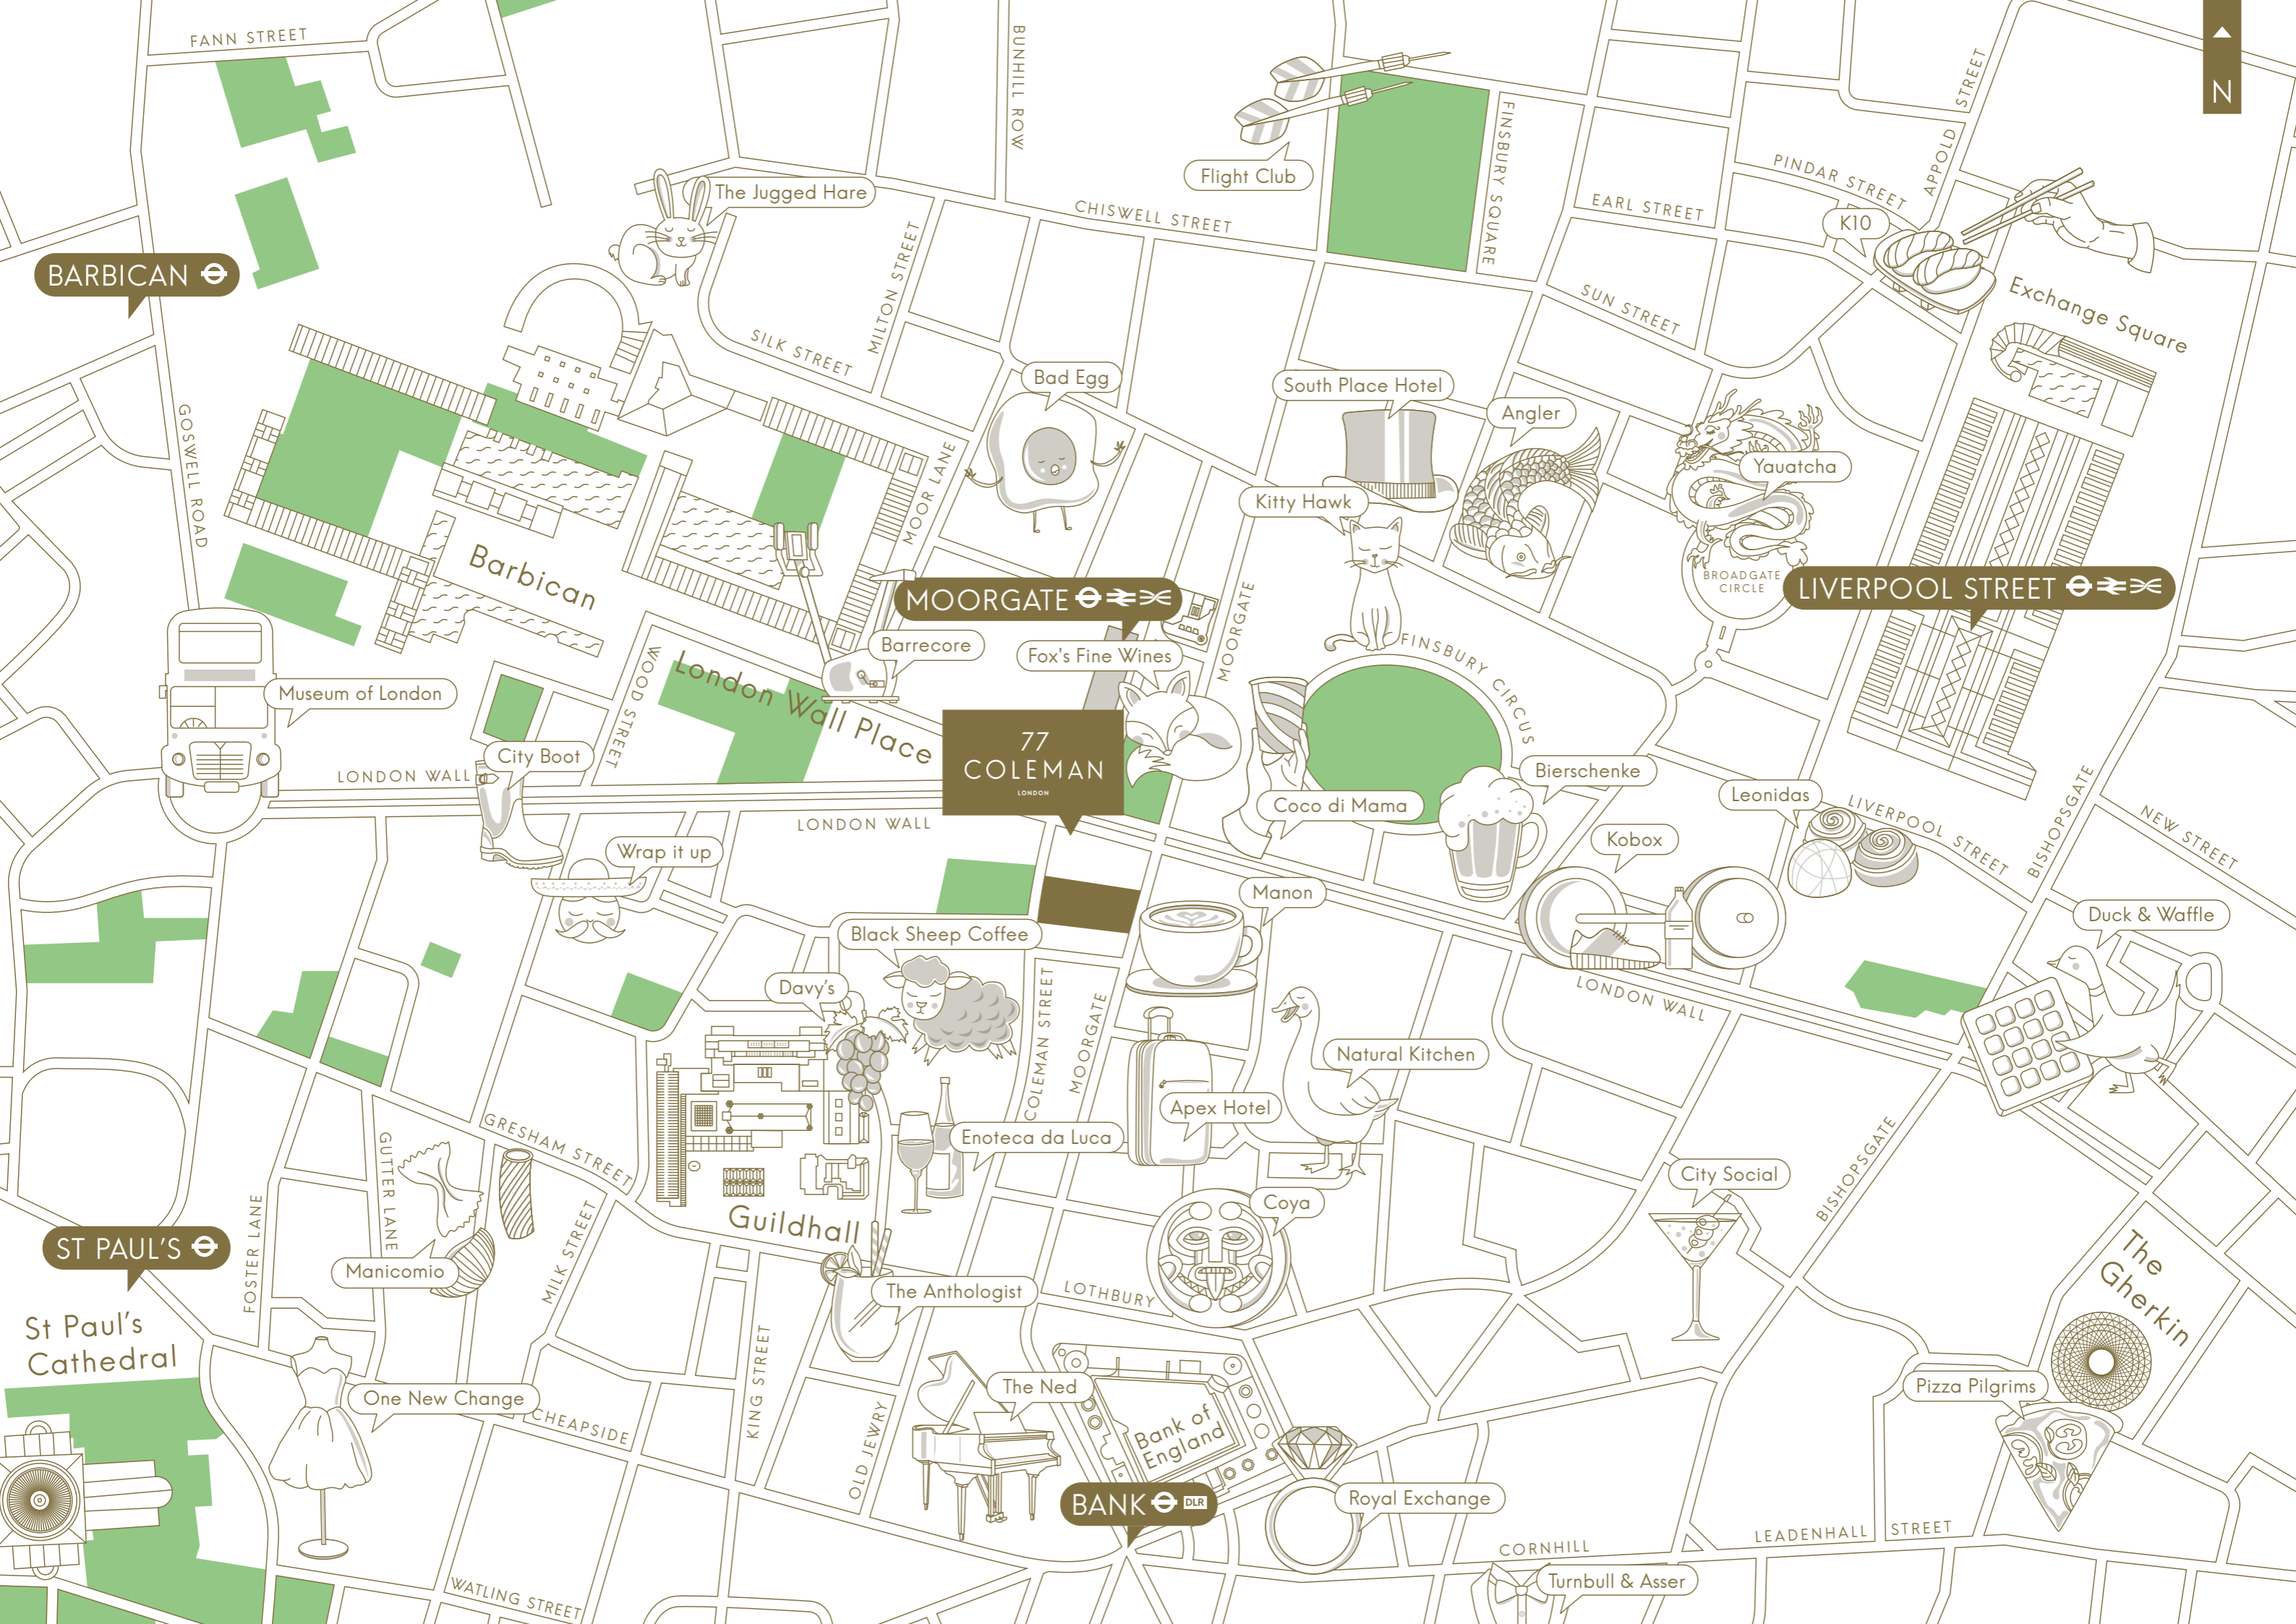 FANN STREET
BUNHILL ROW
N
APPOLD STREET
PINDAR STREET
FINSBURY SQUARE
Flight Club
The Jugged Hare
EARL STREET
CHISWELL STREET
K10
MILTON STREET
BARBICAN
Exchange Square
SUN STREET
SILK STREET
Bad Egg
South Place Hotel
Angler
GOSWELL ROAD
MOOR LANE
Yauatcha
Kitty Hawk
Barbican
BROADGATE
CIRCLE
LIVERPOOL STREET
MOORGATE
MOORGATE
Barrecore
Fox's Fine Wines
FINSBURY CIRCUS
WOOD STREET
London Wall Place
Museum of London
77
COLEMAN
LONDON
City Boot
LONDON WALL
Bierschenke
Leonidas
Coco di Mama
LIVERPOOL STREET
BISHOPSGATE
NEW STREET
LONDON WALL
Kobox
Wrap it up
Manon
Duck & Waffle
Black Sheep Coffee
Davy's
LONDON WALL
COLEMAN STREET
MOORGATE
Natural Kitchen
Apex Hotel
Enoteca da Luca
GRESHAM STREET
GUTTER LANE
City Social
BISHOPSGATE
Coya
Guildhall
ST PAUL'S
FOSTER LANE
MILK STREET
Manicomio
The
Gherkin
The Anthologist
LOTHBURY
St Paul's
Cathedral
KING STREET
The Ned
Pizza Pilgrims
One New Change
CHEAPSIDE
OLD JEWRY
Bank of
England
BANK DLR
Royal Exchange
CORNHILL
LEADENHALL STREET
Turnbull & Asser
WATLING STREET